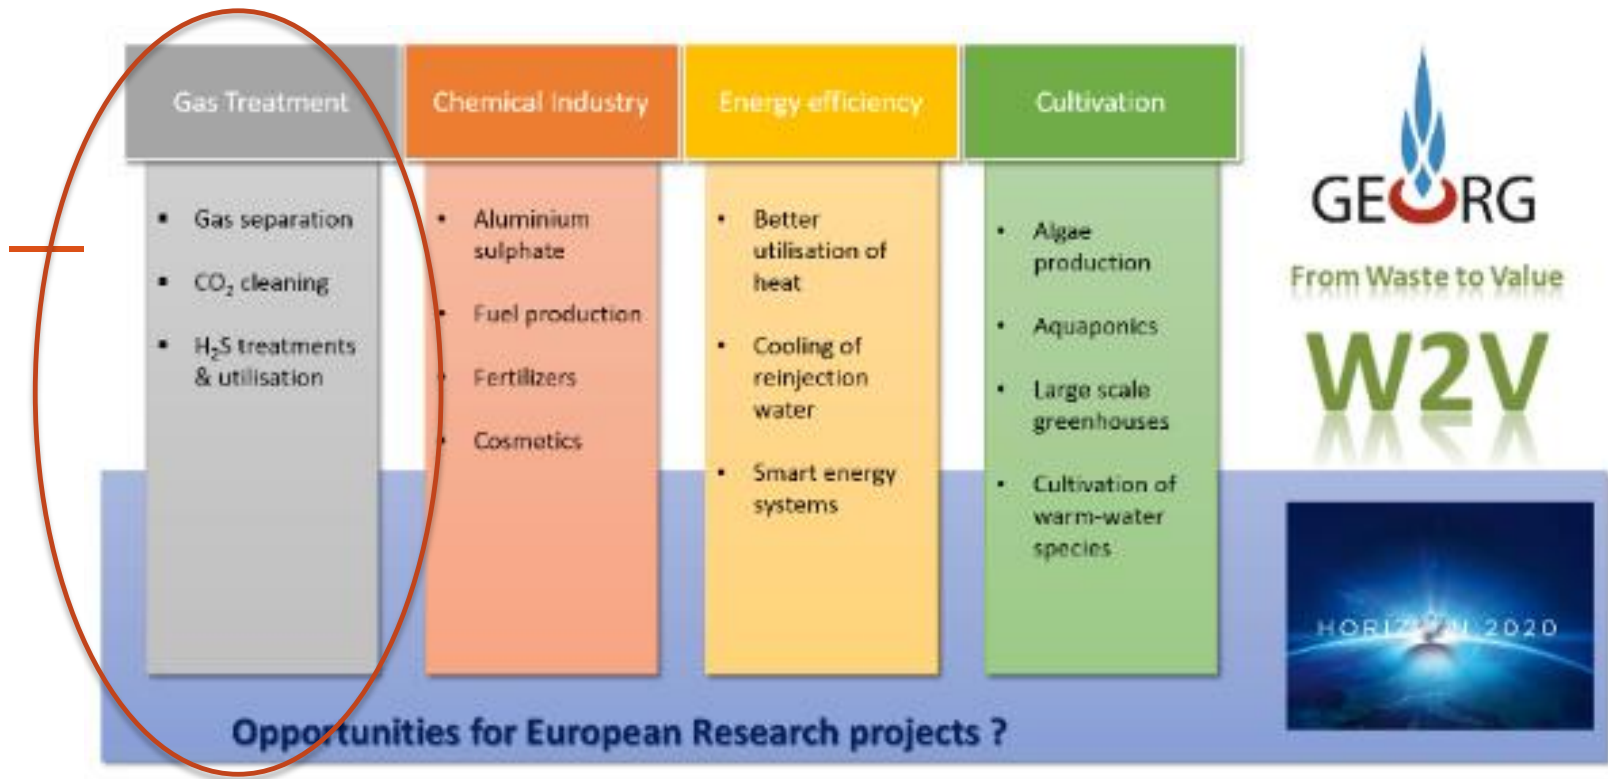 Gas Treatment
Gas separation
CO₂ cleaning
H₂S treatments
& utilisation
Chemical Industry
Aluminium
sulphate
Fuel production
Fertilizers
Cosmetics
Energy efficiency
Better
utilisation of
heat
Cooling of
reinjection
water
Smart energy
systems
Cultivation
Algae
production
Aquaponics
Large scale
greenhouses
Cultivation of
warm-water
species
GEORG
From Waste to Value
W2V
HORIZON 2020
Opportunities for European Research projects ?